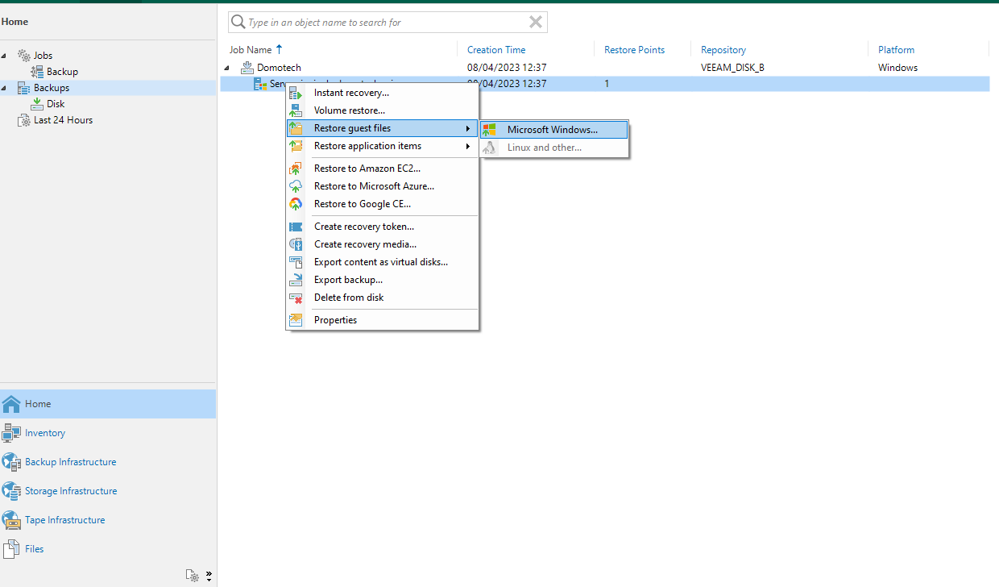 Home
Jobs
Backup
Backups
Disk
Last 24 Hours
Home
Inventory
Backup Infrastructure
Storage Infrastructure
Tape Infrastructure
Files
Type in an object name to search for
Job Name Creation Time Restore Points Repository Platform
Domotech 08/04/2023 12:37 VEEAM_DISK_B Windows
08/04/2023 12:37 1
Instant recovery...
Volume restore...
Restore guest files
Restore application items
Restore to Amazon EC2...
Restore to Microsoft Azure...
Restore to Google CE...
Create recovery token...
Create recovery media...
Export content as virtual disks...
Export backup...
Delete from disk
Properties
Microsoft Windows...
Linux and other...